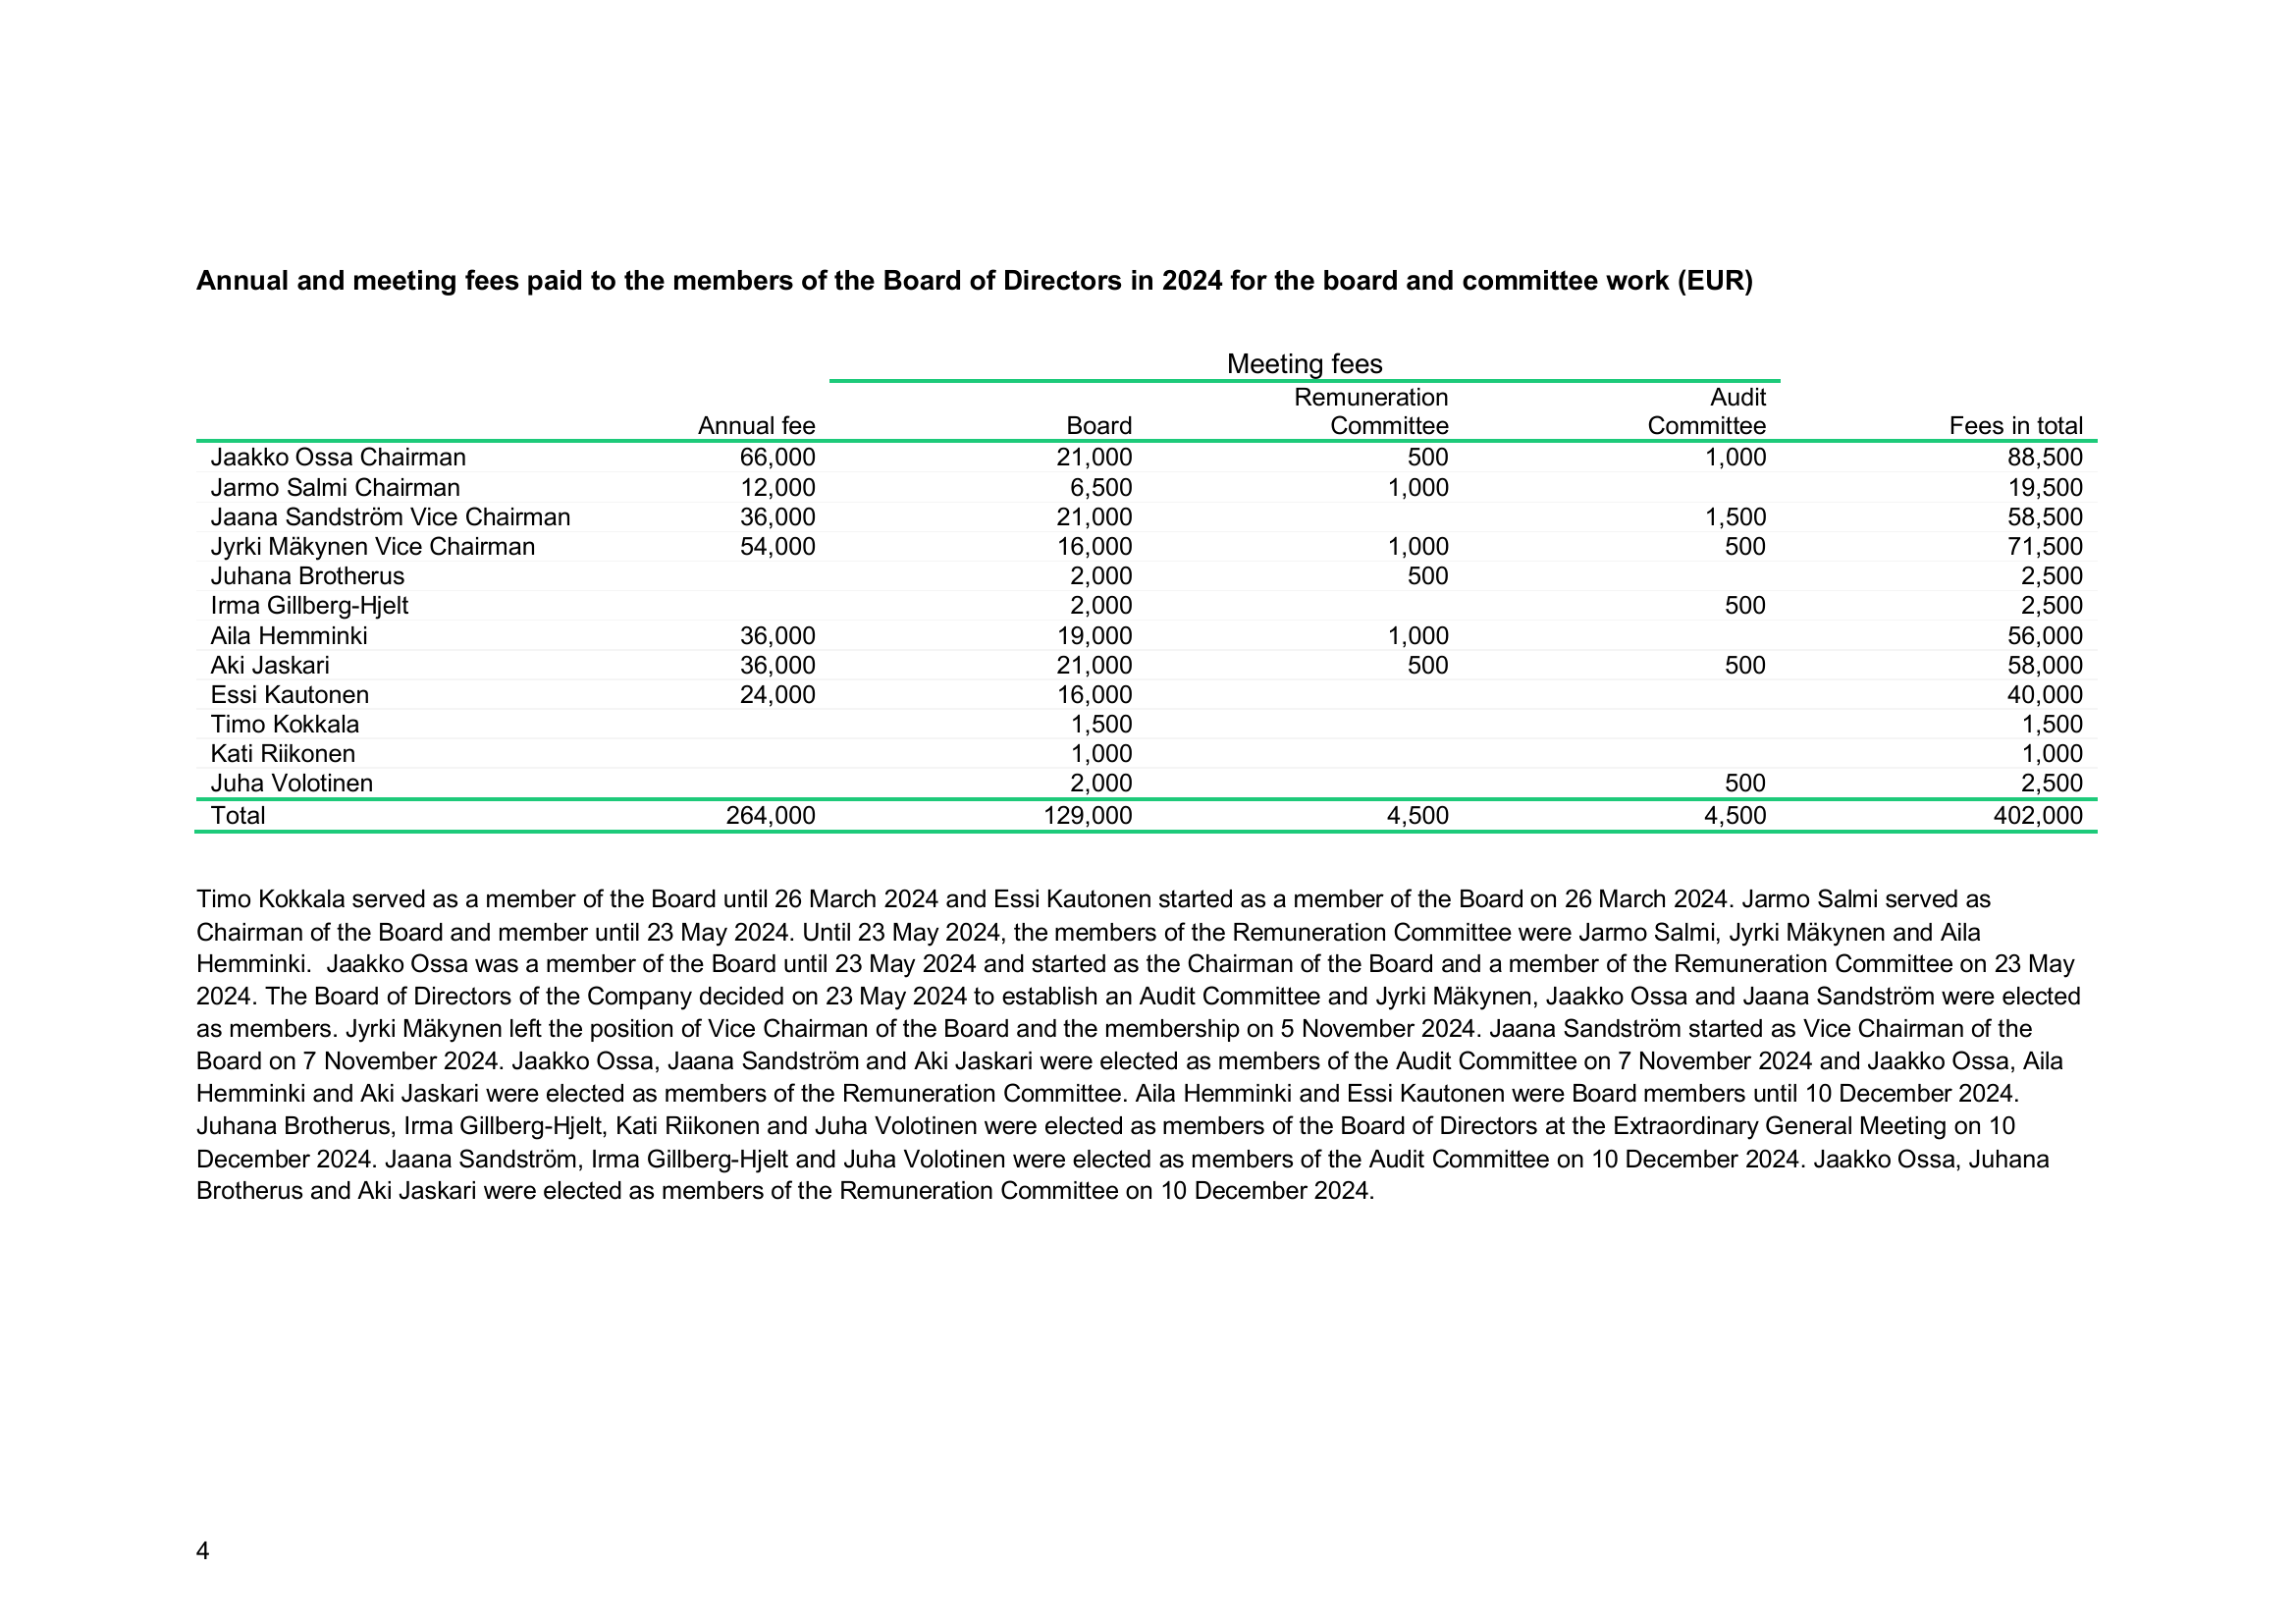 Annual and meeting fees paid to the members of the Board of Directors in 2024 for the board and committee work (EUR)
Meeting fees
Annual fee Board Remuneration Committee Audit Committee Fees in total
Jaakko Ossa Chairman 66,000 21,000 500 1,000 88,500
Jarmo Salmi Chairman 12,000 6,500 1,000 19,500
Jaana Sandström Vice Chairman 36,000 21,000 1,500 58,500
Jyrki Mäkynen Vice Chairman 54,000 16,000 1,000 500 71,500
Juhana Brotherus 2,000 500 2,500
Irma Gillberg-Hjelt 2,000 500 2,500
Aila Hemminki 36,000 19,000 1,000 56,000
Aki Jaskari 36,000 21,000 500 500 58,000
Essi Kautonen 24,000 16,000 40,000
Timo Kokkala 1,500 1,500
Kati Riikonen 1,000 1,000
Juha Volotinen 2,000 500 2,500
Total 264,000 129,000 4,500 4,500 402,000
Timo Kokkala served as a member of the Board until 26 March 2024 and Essi Kautonen started as a member of the Board on 26 March 2024. Jarmo Salmi served as
Chairman of the Board and member until 23 May 2024. Until 23 May 2024, the members of the Remuneration Committee were Jarmo Salmi, Jyrki Mäkynen and Aila
Hemminki.  Jaakko Ossa was a member of the Board until 23 May 2024 and started as the Chairman of the Board and a member of the Remuneration Committee on 23 May
2024. The Board of Directors of the Company decided on 23 May 2024 to establish an Audit Committee and Jyrki Mäkynen, Jaakko Ossa and Jaana Sandström were elected
as members. Jyrki Mäkynen left the position of Vice Chairman of the Board and the membership on 5 November 2024. Jaana Sandström started as Vice Chairman of the
Board on 7 November 2024. Jaakko Ossa, Jaana Sandström and Aki Jaskari were elected as members of the Audit Committee on 7 November 2024 and Jaakko Ossa, Aila
Hemminki and Aki Jaskari were elected as members of the Remuneration Committee. Aila Hemminki and Essi Kautonen were Board members until 10 December 2024.
Juhana Brotherus, Irma Gillberg-Hjelt, Kati Riikonen and Juha Volotinen were elected as members of the Board of Directors at the Extraordinary General Meeting on 10
December 2024. Jaana Sandström, Irma Gillberg-Hjelt and Juha Volotinen were elected as members of the Audit Committee on 10 December 2024. Jaakko Ossa, Juhana
Brotherus and Aki Jaskari were elected as members of the Remuneration Committee on 10 December 2024.
4